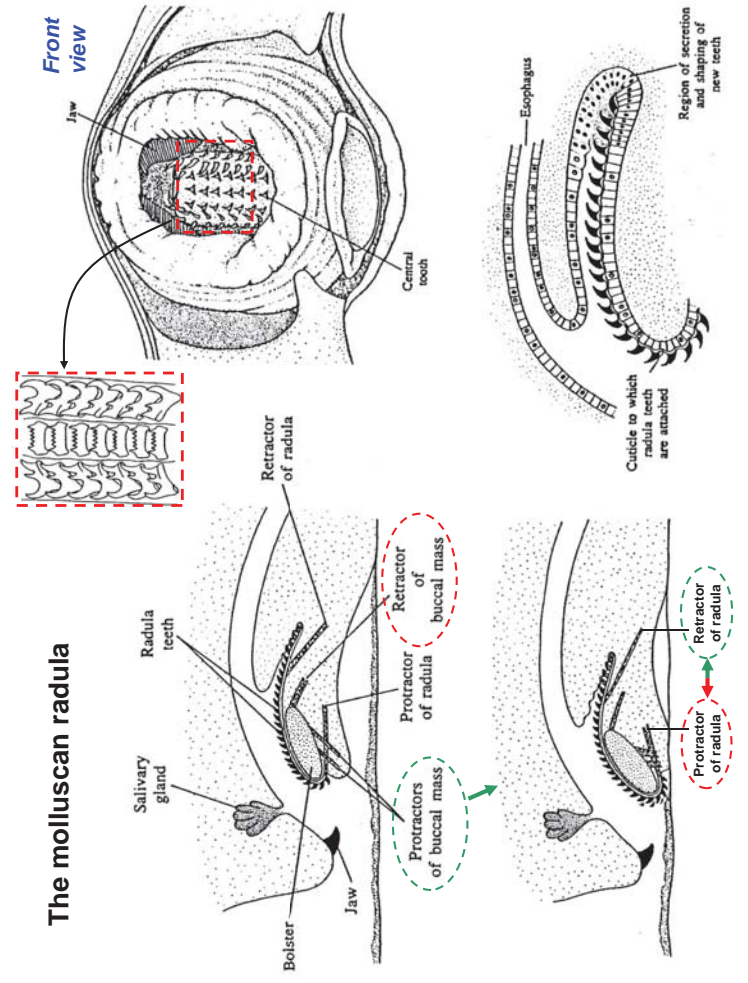 The molluscan radula
Front
view
Jaw
Central
tooth
Salivary
gland
Radula
teeth
Retractor
of radula
Retractor
of
buccal mass
Protractor
of radula
Protractors
of buccal mass
Bolster
Jaw
Esophagus
Region of secretion
and shaping of
new teeth
Cuticle to which
radula teeth
are attached
Protractor
of radula
Retractor
of radula